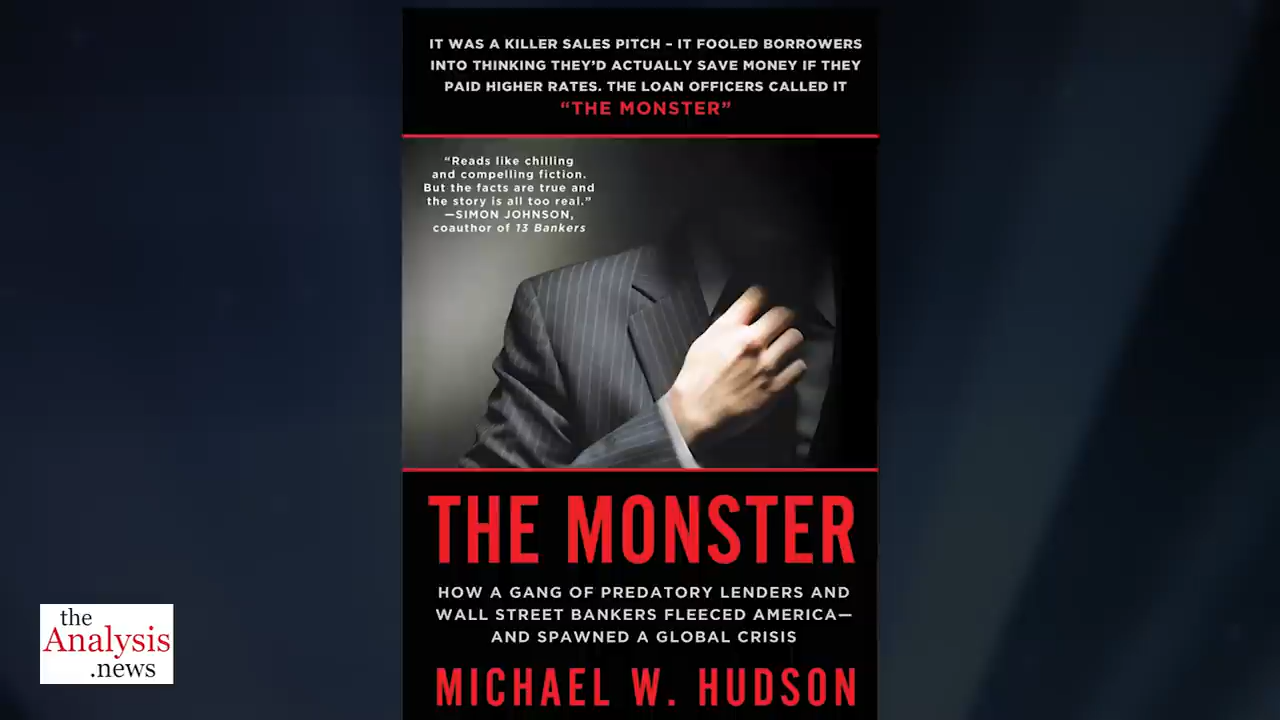 IT WAS A KILLER SALES PITCH – IT FOOLED BORROWERS
INTO THINKING THEY'D ACTUALLY SAVE MONEY IF THEY
PAID HIGHER RATES. THE LOAN OFFICERS CALLED IT
“THE MONSTER”
“Reads like chilling
and compelling fiction.
But the facts are true and
the story is all too real.”
—SIMON JOHNSON,
coauthor of 13 Bankers
THE MONSTER
HOW A GANG OF PREDATORY LENDERS AND
WALL STREET BANKERS FLEECED AMERICA—
AND SPAWNED A GLOBAL CRISIS
MICHAEL W. HUDSON
the
Analysis
.news